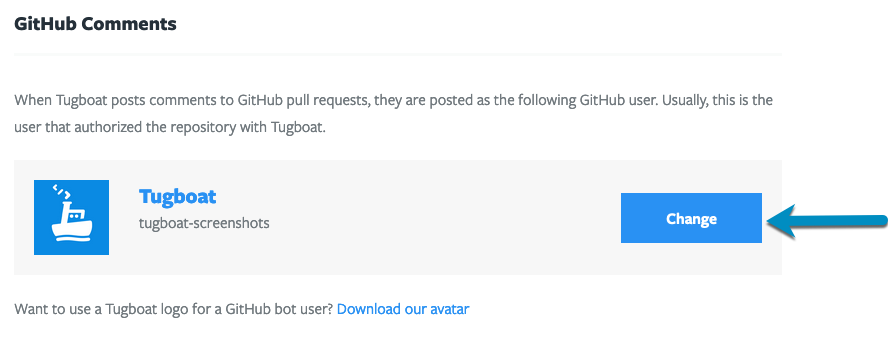 GitHub Comments
When Tugboat posts comments to GitHub pull requests, they are posted as the following GitHub user. Usually, this is the
user that authorized the repository with Tugboat.
Tugboat
tugboat-screenshots
Change
Want to use a Tugboat logo for a GitHub bot user? Download our avatar